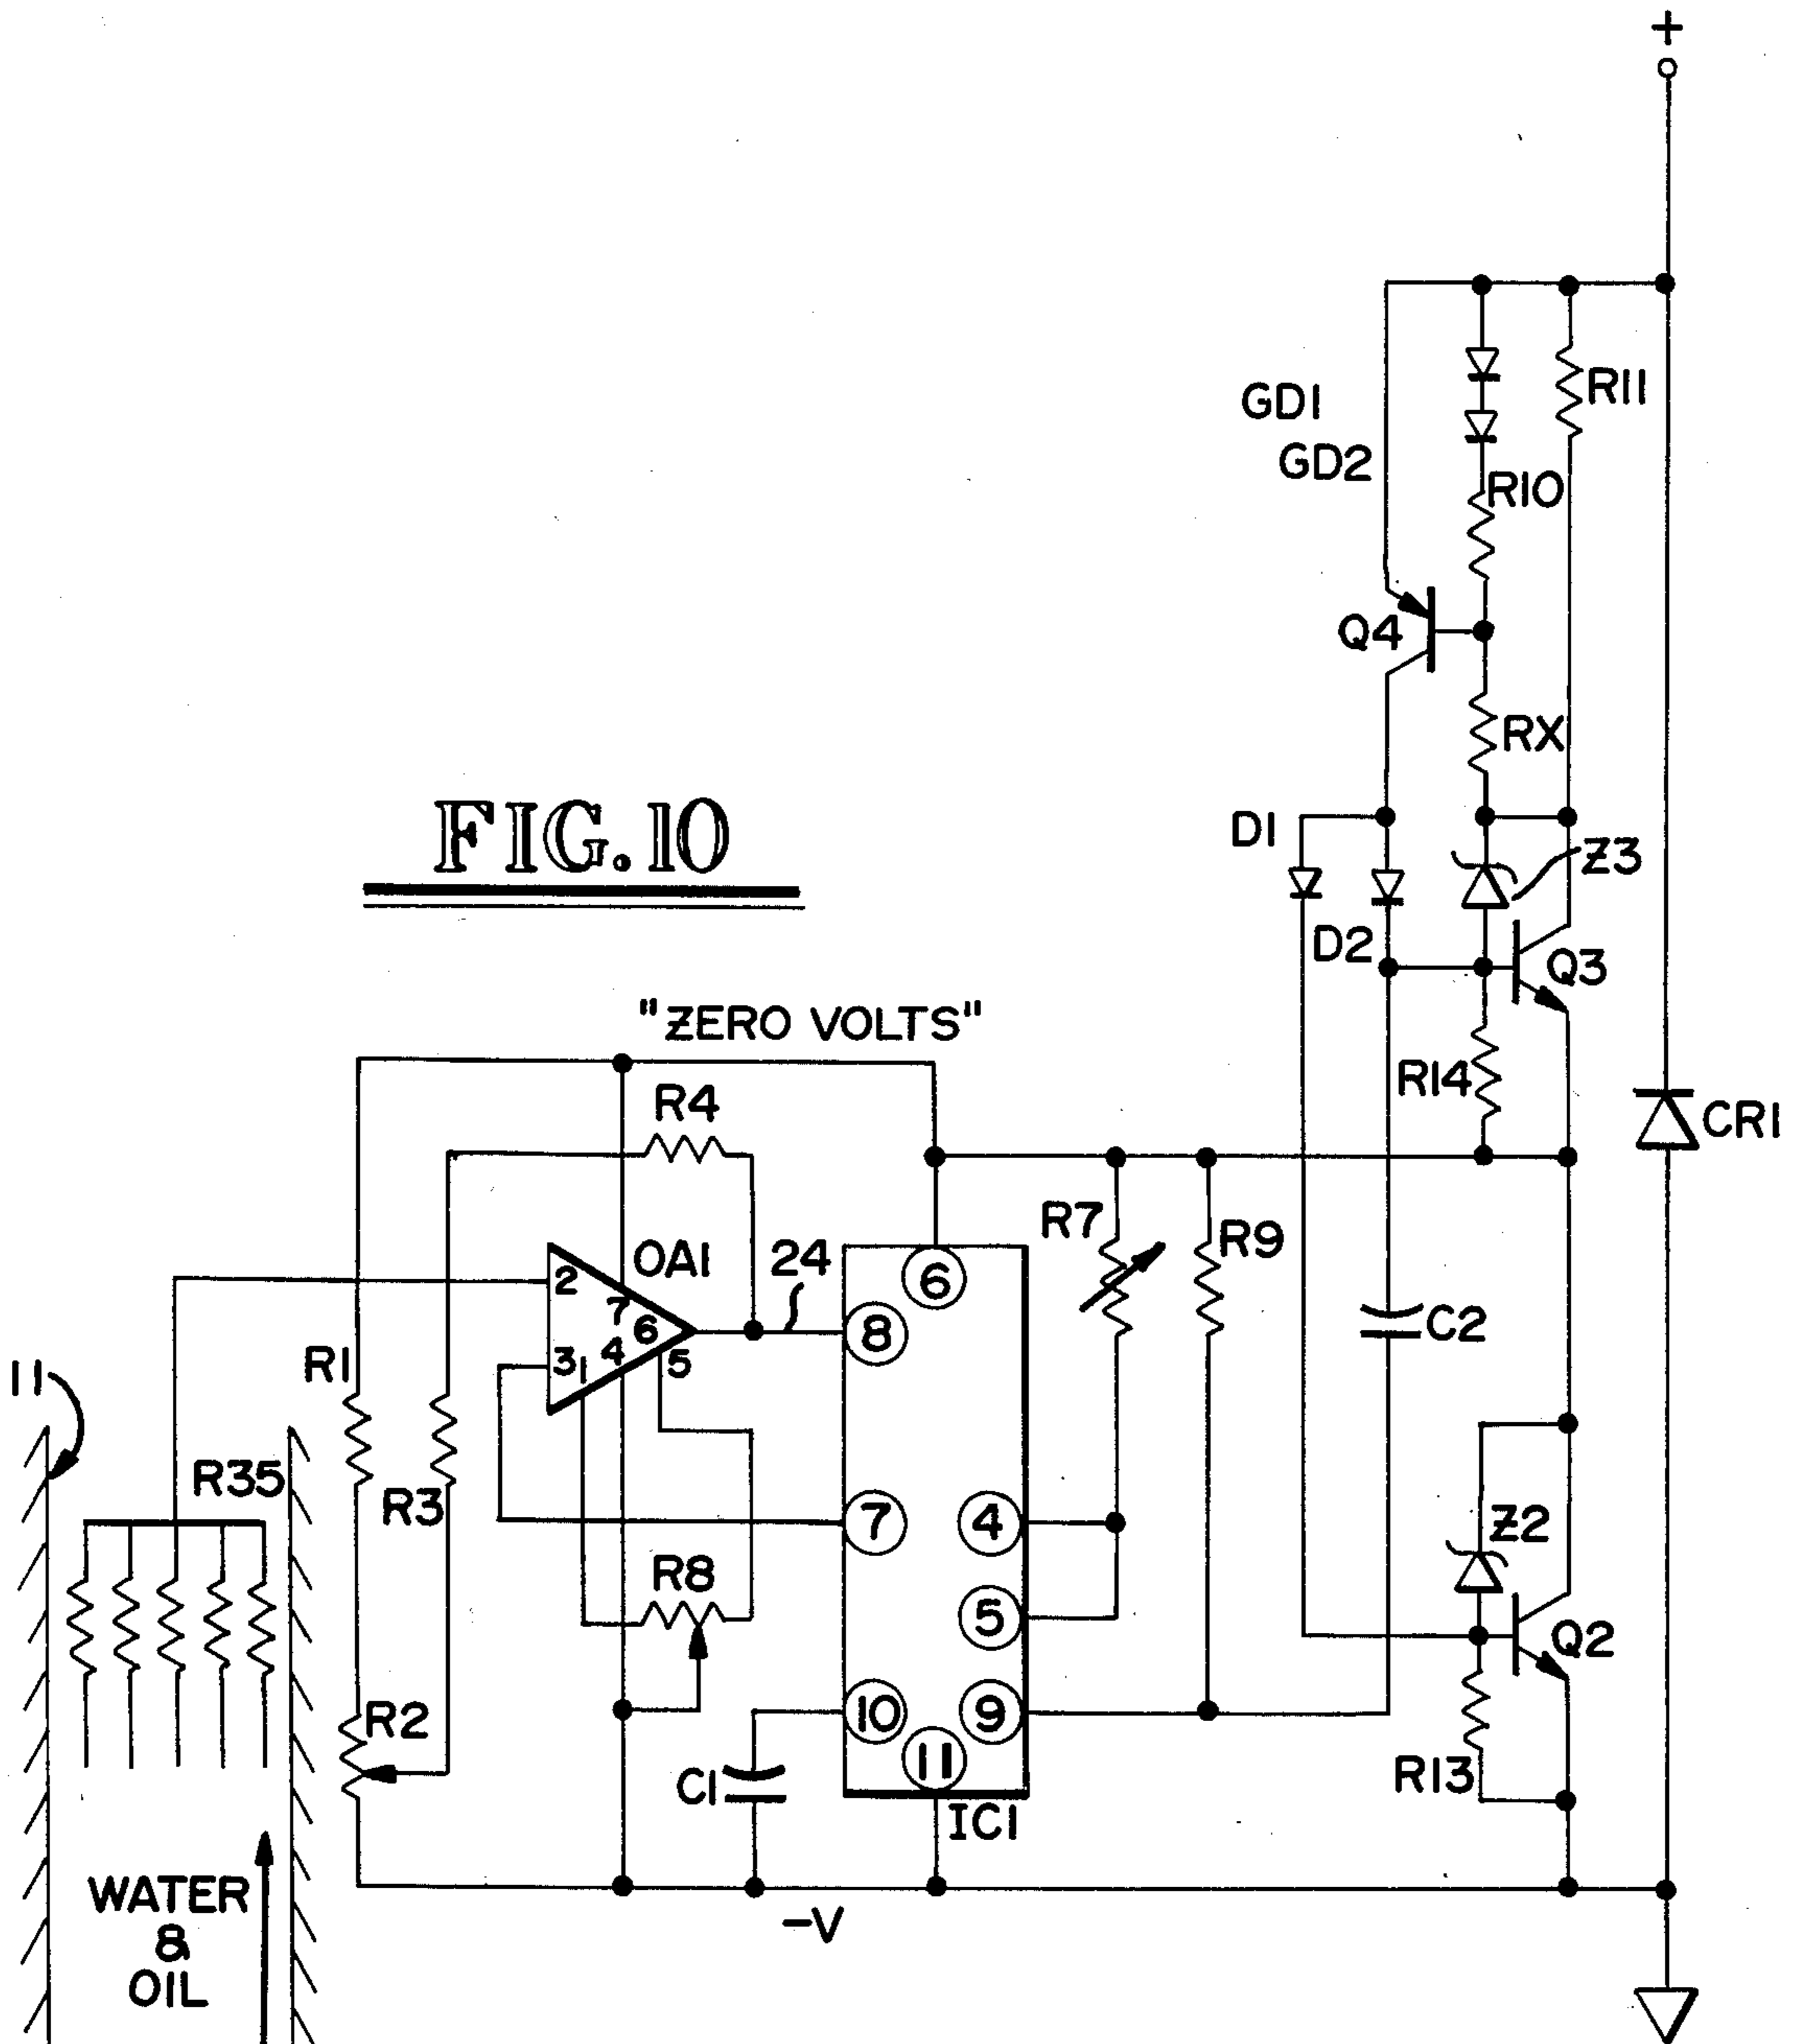 +
R11
GD1
GD2
R10
Q4
RX
FIG. 10
D1
Z3
D2
Q3
"ZERO VOLTS"
R14
R4
CR1
R7
R9
OA1
24
2
7
6
6
8
C2
3
1
4
5
11
R1
R35
R3
7
4
Z2
R8
5
Q2
R2
10
9
11
R13
C1
IC1
WATER
&
OIL
-V